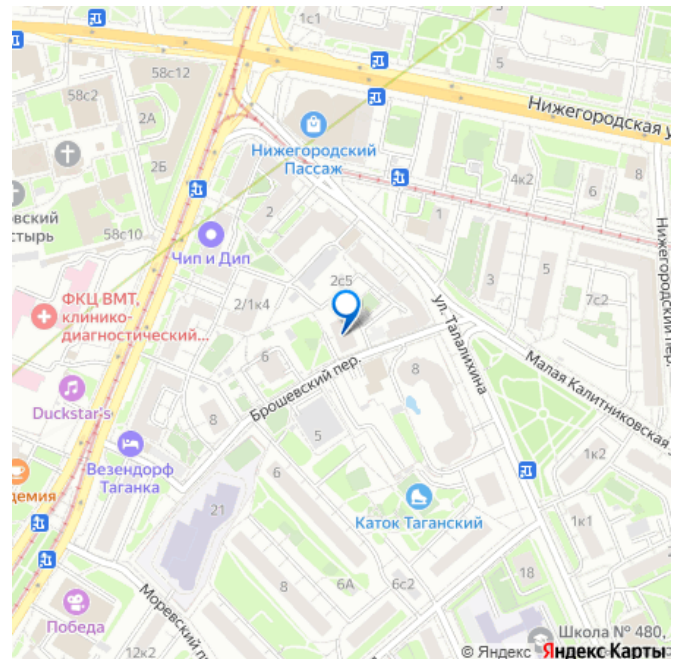 1с1
58с12
58с2
5
2А
Нижегородская у
Нижегородский
Пассаж
2Б
4к2
6
8
вский
стырь
2
1
58с10
Чип и Дип
Нижегородский пер.
3
5
2с5
7с2
ФКЦ ВМТ,
клинико-
диагностический...
2/1к4
ул. Талалихина
6
Брошевский пер.
8
Малая Калитниковская
Duckstar's
8
5
Везендорф
Таганка
6
1к2
демия
21
Каток Таганский
1к1
8
6А
6с2
18
Моревский п
Победа
12к2
Школа № 480,
© Яндекс Яндекс Карты